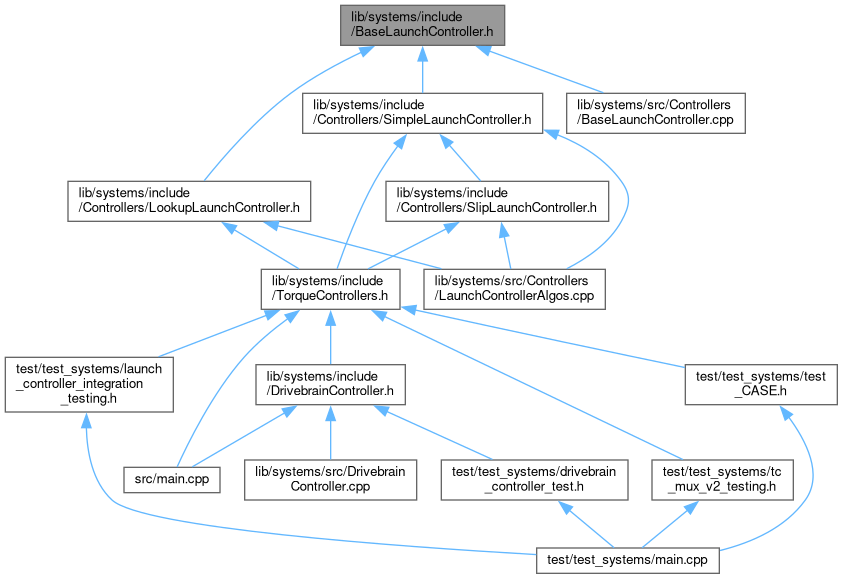 lib/systems/include
/BaseLaunchController.h
lib/systems/include
/Controllers/SimpleLaunchController.h
lib/systems/src/Controllers
/BaseLaunchController.cpp
lib/systems/include
/Controllers/LookupLaunchController.h
lib/systems/include
/Controllers/SlipLaunchController.h
lib/systems/include
/TorqueControllers.h
lib/systems/src/Controllers
/LaunchControllerAlgos.cpp
test/test_systems/launch
_controller_integration
_testing.h
lib/systems/include
/DrivebrainController.h
test/test_systems/test
_CASE.h
src/main.cpp
lib/systems/src/Drivebrain
Controller.cpp
test/test_systems/drivebrain
_controller_test.h
test/test_systems/tc
_mux_v2_testing.h
test/test_systems/main.cpp